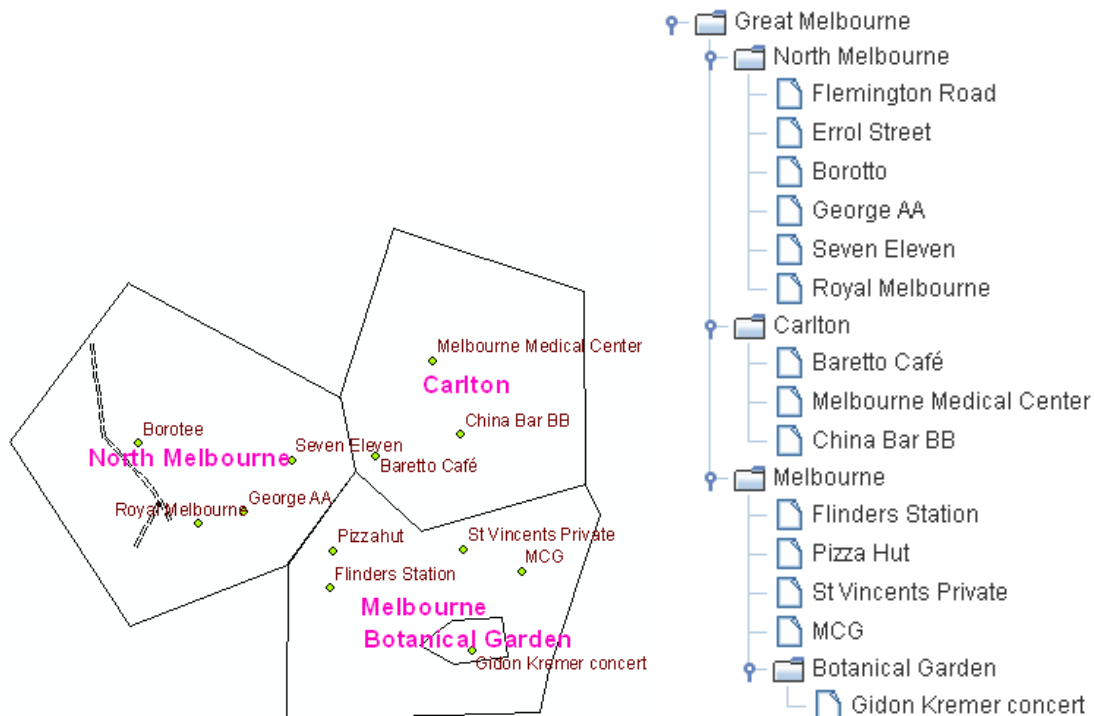 Melbourne Medical Center
Carlton
China Bar BB
Borotee
Seven Eleven
North Melbourne
Baretto Café
George AA
Royal Melbourne
Pizzahut
St Vincents Private
MCG
Flinders Station
Melbourne
Botanical Garden
Gidon Kremer concert
Great Melbourne
North Melbourne
Flemington Road
Errol Street
Borotto
George AA
Seven Eleven
Royal Melbourne
Carlton
Baretto Café
Melbourne Medical Center
China Bar BB
Melbourne
Flinders Station
Pizza Hut
St Vincents Private
MCG
Botanical Garden
Gidon Kremer concert